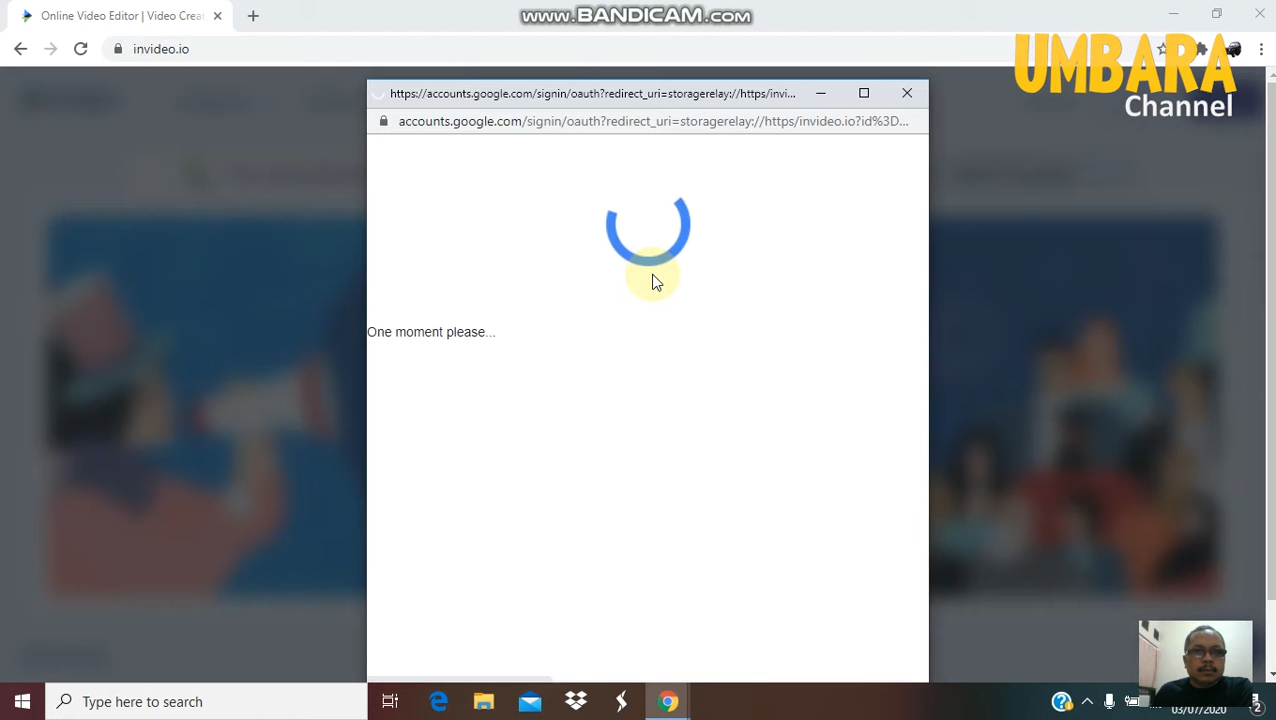 Online Video Editor | Video Creat
www.BANDICAM.com
invideo.io
UMBARA
Channel
https://accounts.google.com/signin/oauth?redirect_uri=storagerelay://https/invi...
accounts.google.com/signin/oauth?redirect_uri=storagerelay://https/invideo.io?id%3D...
One moment please...
Type here to search
03/07/2020
2